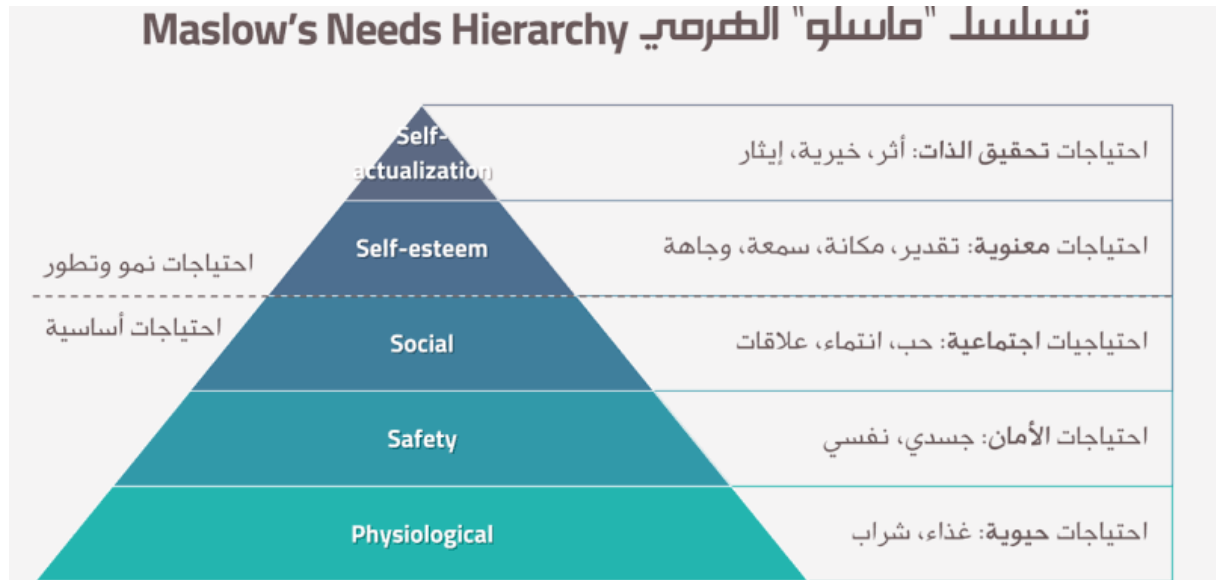 تسلسل "ماسلو" الهرمي Maslow's Needs Hierarchy
Self-
actualization
احتياجات تحقيق الذات: أثر، خيرية، إيثار
Self-esteem
احتياجات معنوية: تقدير، مكانة، سمعة، وجاهة
احتياجات نمو وتطور
احتياجات أساسية
Social
احتياجيات اجتماعية: حب، انتماء، علاقات
Safety
احتياجات الأمان: جسدي، نفسي
Physiological
احتياجات حيوية: غذاء، شراب